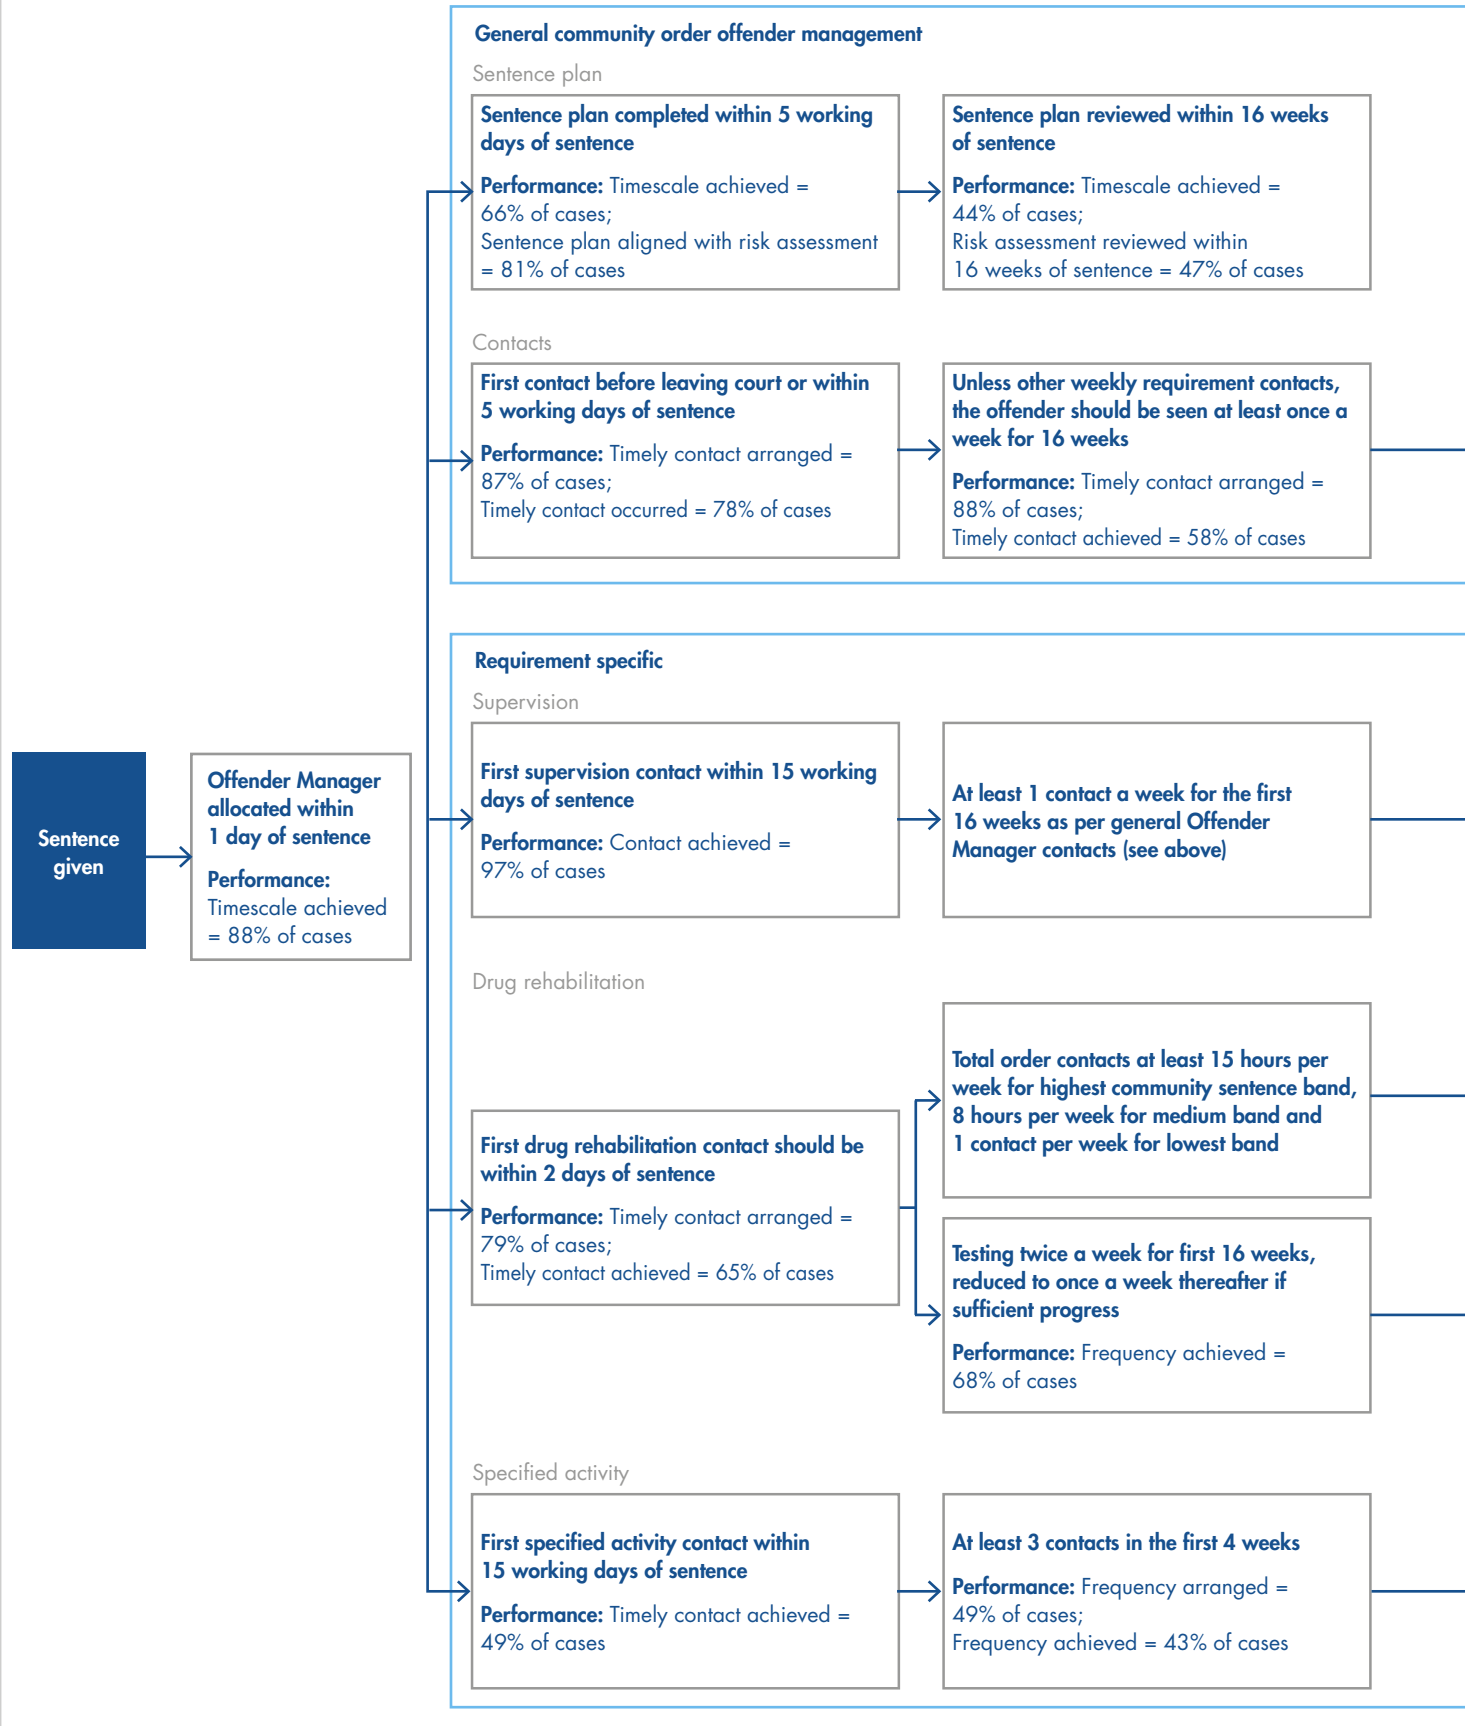 General community order offender management
Sentence plan
Sentence plan completed within 5 working
days of sentence
Performance: Timescale achieved =
66% of cases;
Sentence plan aligned with risk assessment
= 81% of cases
Sentence plan reviewed within 16 weeks
of sentence
Performance: Timescale achieved =
44% of cases;
Risk assessment reviewed within
16 weeks of sentence = 47% of cases
Contacts
First contact before leaving court or within
5 working days of sentence
Performance: Timely contact arranged =
87% of cases;
Timely contact occurred = 78% of cases
Unless other weekly requirement contacts,
the offender should be seen at least once a
week for 16 weeks
Performance: Timely contact arranged =
88% of cases;
Timely contact achieved = 58% of cases
Sentence
given
Offender Manager
allocated within
1 day of sentence
Performance:
Timescale achieved
= 88% of cases
Requirement specific
Supervision
First supervision contact within 15 working
days of sentence
Performance: Contact achieved =
97% of cases
At least 1 contact a week for the first
16 weeks as per general Offender
Manager contacts (see above)
Drug rehabilitation
First drug rehabilitation contact should be
within 2 days of sentence
Performance: Timely contact arranged =
79% of cases;
Timely contact achieved = 65% of cases
Total order contacts at least 15 hours per
week for highest community sentence band,
8 hours per week for medium band and
1 contact per week for lowest band
Testing twice a week for first 16 weeks,
reduced to once a week thereafter if
sufficient progress
Performance: Frequency achieved =
68% of cases
Specified activity
First specified activity contact within
15 working days of sentence
Performance: Timely contact achieved =
49% of cases
At least 3 contacts in the first 4 weeks
Performance: Frequency arranged =
49% of cases;
Frequency achieved = 43% of cases